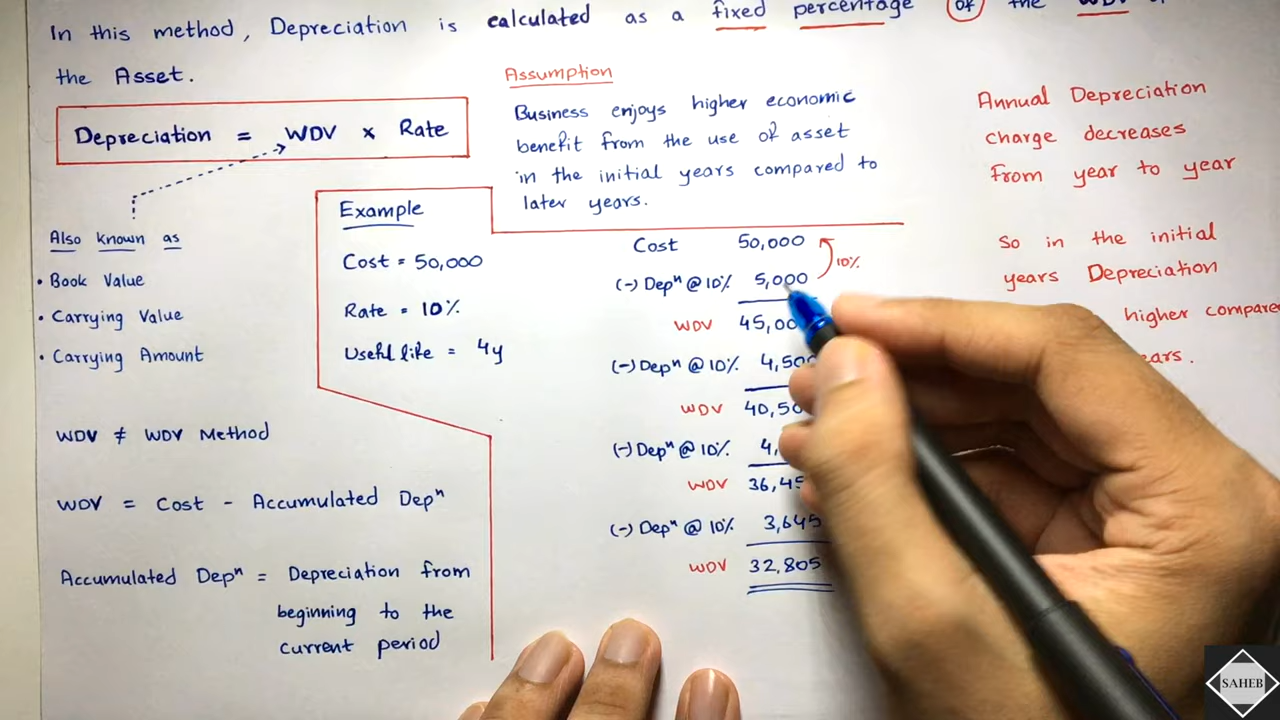 In this method, Depreciation is calculated as a fixed percentage of the WDV
the Asset.
Depreciation = WDV × Rate
Also known as
• Book Value
• Carrying Value
• Carrying Amount
WDV ≠ WDV Method
WDV = Cost - Accumulated Depⁿ
Accumulated Depⁿ = Depreciation from
beginning to the
current period
Assumption
Business enjoys higher economic
benefit from the use of asset
in the initial years compared to
later years.
Example
Cost = 50,000
Rate = 10%
Useful like = 4y
Cost 50,000
(-) Depⁿ @ 10% 5,000
10%
WDV 45,00
(-) Depⁿ @ 10% 4,500
WDV 40,50
(-) Depⁿ @ 10% 4,
WDV 36,45
(-) Depⁿ @ 10% 3,645
WDV 32,805
Annual Depreciation
charge decreases
from year to year
So in the initial
years Depreciation
higher compare
ears.
SAHEB